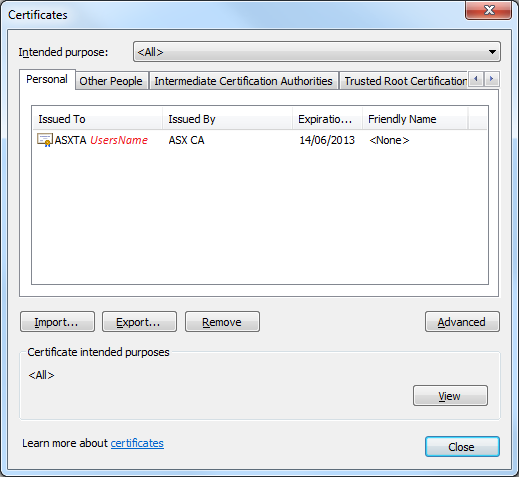 Certificates
Intended purpose: <All>
Personal Other People Intermediate Certification Authorities Trusted Root Certification
Issued To Issued By Expiratio... Friendly Name
ASXTA UsersName ASX CA 14/06/2013 <None>
Import... Export... Remove Advanced
Certificate intended purposes
<All>
View
Learn more about certificates
Close